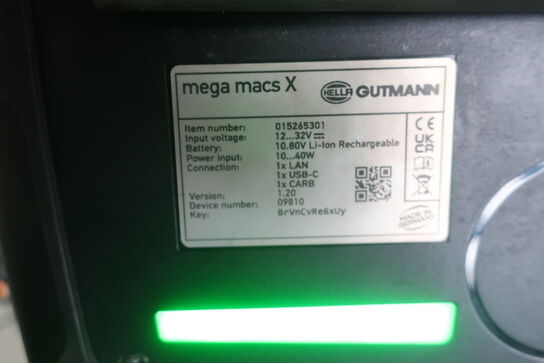 mega macs X
HELLA GUTMANN
Item number: 015265301
Input voltage: 12...32V
Battery: 10.80V Li-Ion Rechargeable
Power input: 10...40W
Connection: 1x LAN
1x USB-C
1x CARB
Version: 1.20
Device number: 09810
Key: BrVnCvRe6xUy
CE
UK
CA
MADE IN
GERMANY